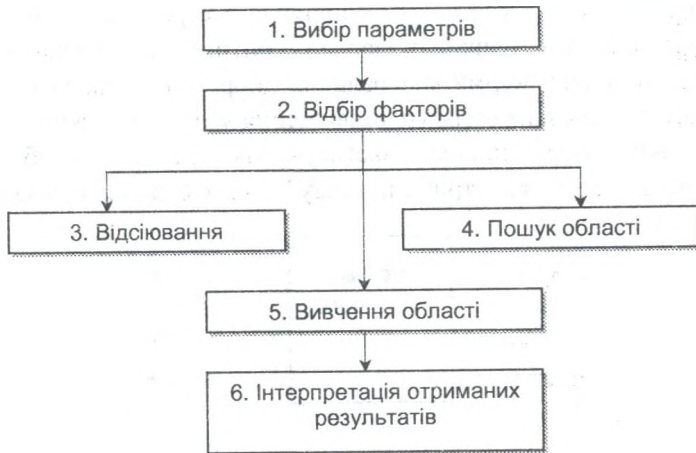 1. Вибір параметрів
2. Відбір факторів
3. Відсіювання
4. Пошук області
5. Вивчення області
6. Інтерпретація отриманих
результатів